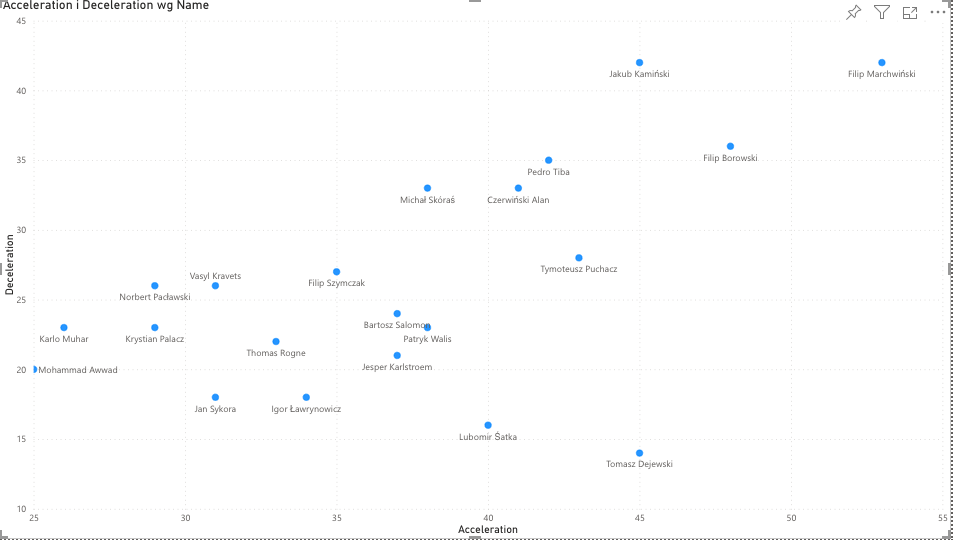 Acceleration i Deceleration wg Name
45
Jakub Kamiński
Filip Marchwiński
40
Filip Borowski
35
Pedro Tiba
Michał Skóraś
Czerwiński Alan
30
Tymoteusz Puchacz
Vasyl Kravets
Filip Szymczak
Norbert Pacławski
25
Bartosz Salomon
Karlo Muhar
Krystian Palacz
Patryk Walis
Thomas Rogne
Jesper Karlstroem
20
Mohammad Awwad
Jan Sykora
Igor Ławrynowicz
Lubomir Šatka
15
Tomasz Dejewski
10
Deceleration
25 30 35 40 45 50 55
Acceleration